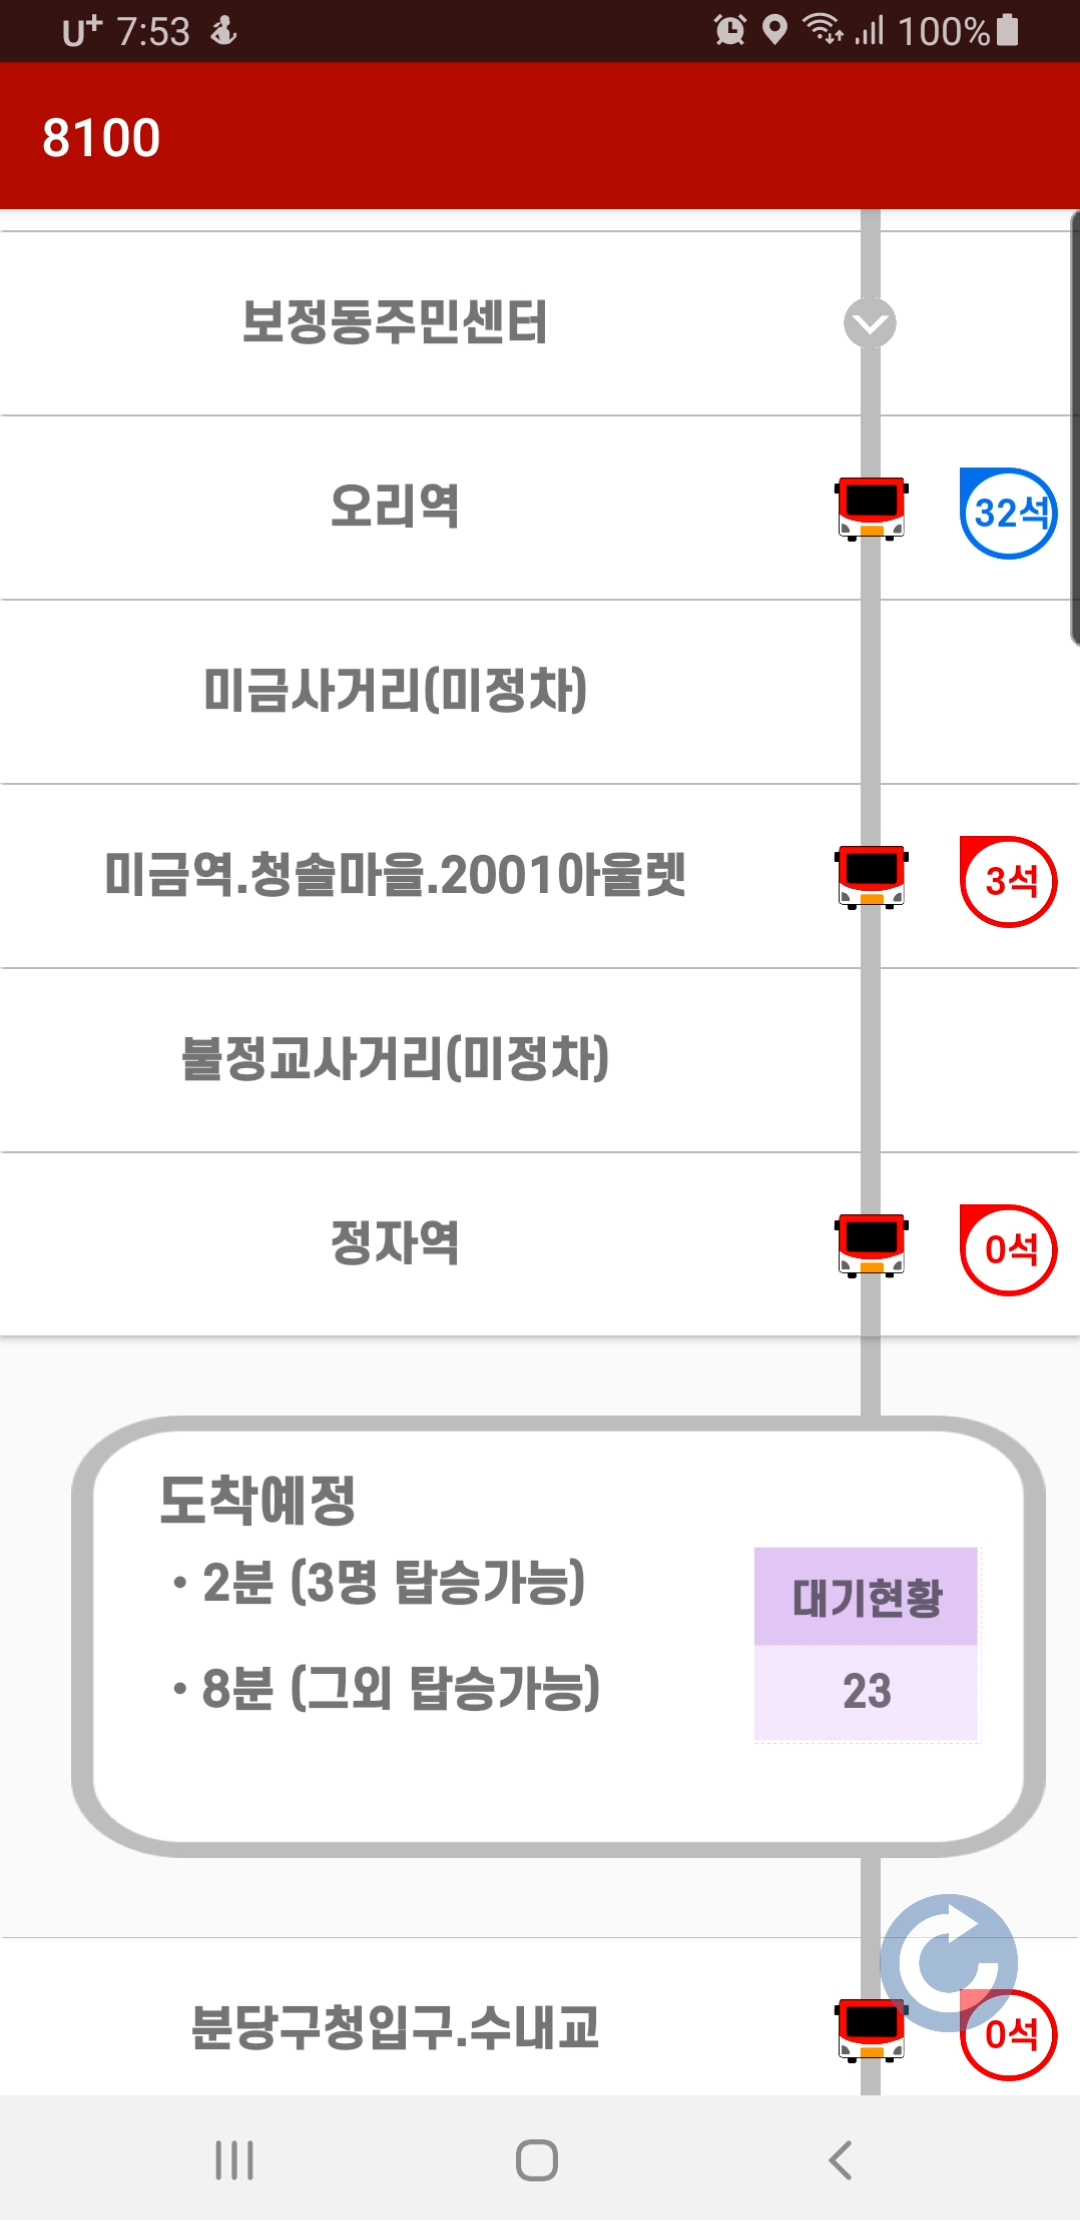 U+ 7:53 100%
8100
보정동주민센터
오리역 32석
미금사거리(미정차)
미금역.청솔마을.2001아울렛 3석
불정교사거리(미정차)
정자역 0석
도착예정
• 2분 (3명 탑승가능)
대기현황
• 8분 (그외 탑승가능)
23
분당구청입구.수내교 0석